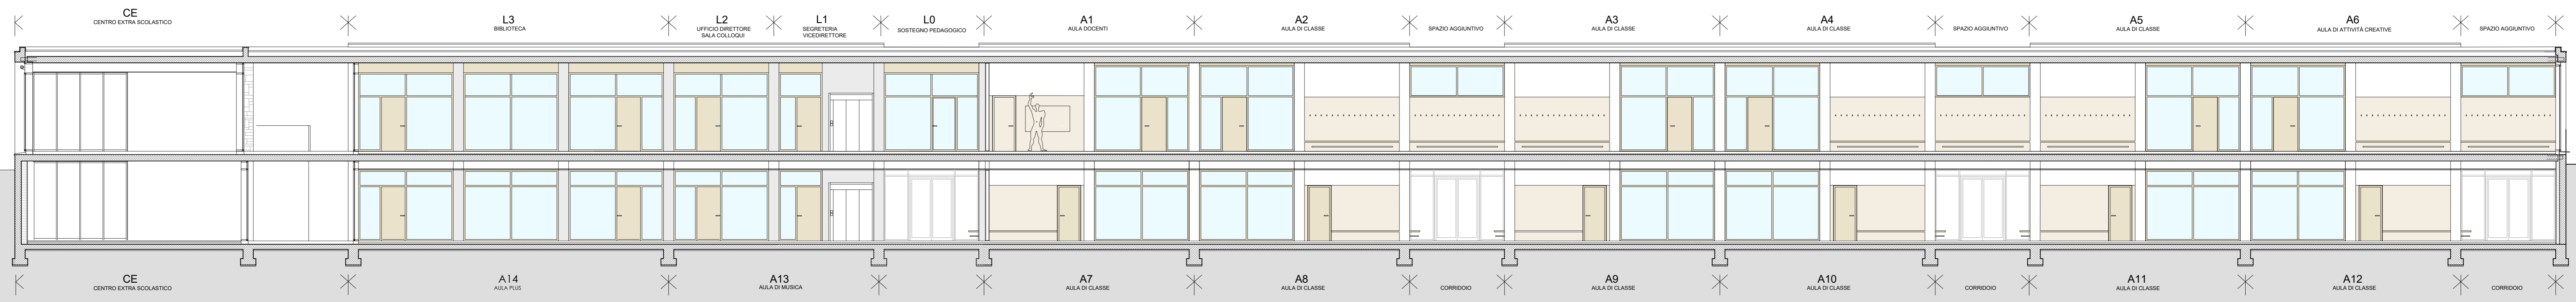 CE
CENTRO EXTRA SCOLASTICO
L3
BIBLIOTECA
L2
UFFICIO DIRETTORE
SALA COLLOQUI
L1
SEGRETERIA
VICEDIRETTORE
L0
SOSTEGNO PEDAGOGICO
A1
AULA DOCENTI
A2
AULA DI CLASSE
SPAZIO AGGIUNTIVO
A3
AULA DI CLASSE
A4
AULA DI CLASSE
SPAZIO AGGIUNTIVO
A5
AULA DI CLASSE
A6
AULA DI ATTIVITÀ CREATIVE
SPAZIO AGGIUNTIVO
CE
CENTRO EXTRA SCOLASTICO
A14
AULA PLUS
A13
AULA DI MUSICA
A7
AULA DI CLASSE
A8
AULA DI CLASSE
CORRIDOIO
A9
AULA DI CLASSE
A10
AULA DI CLASSE
CORRIDOIO
A11
AULA DI CLASSE
A12
AULA DI CLASSE
CORRIDOIO